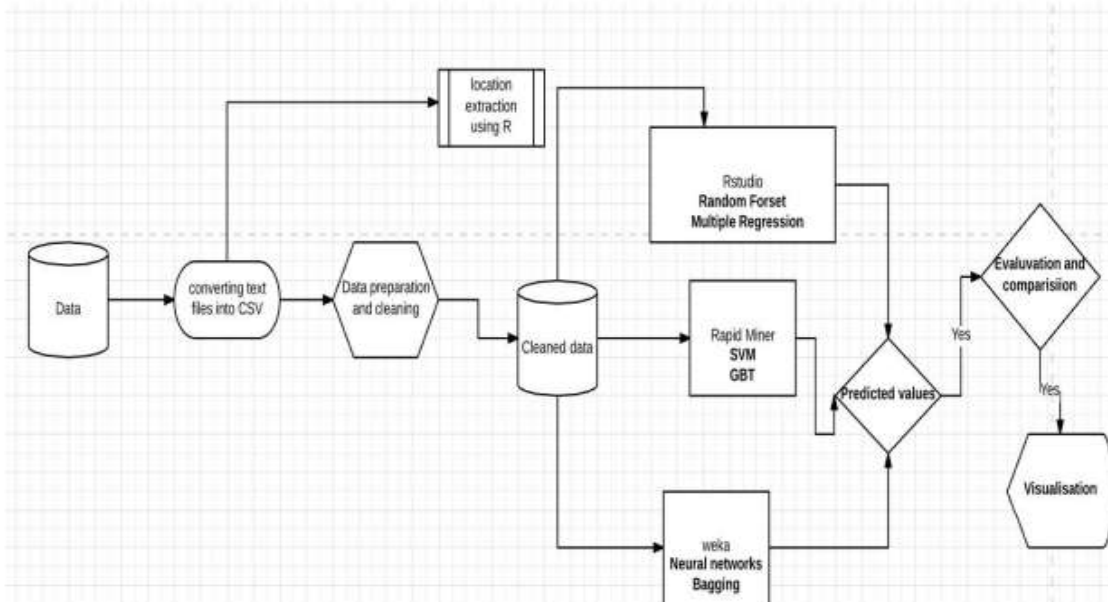 location
extraction
using R
Rstudio
Random Forset
Multiple Regression
Data
converting text
files into CSV
Data preparation
and cleaning
Cleaned data
Rapid Miner
SVM
GBT
Predicted values
Yes
Evaluvation and
comparisiion
Yes
Visualisation
weka
Neural networks
Bagging